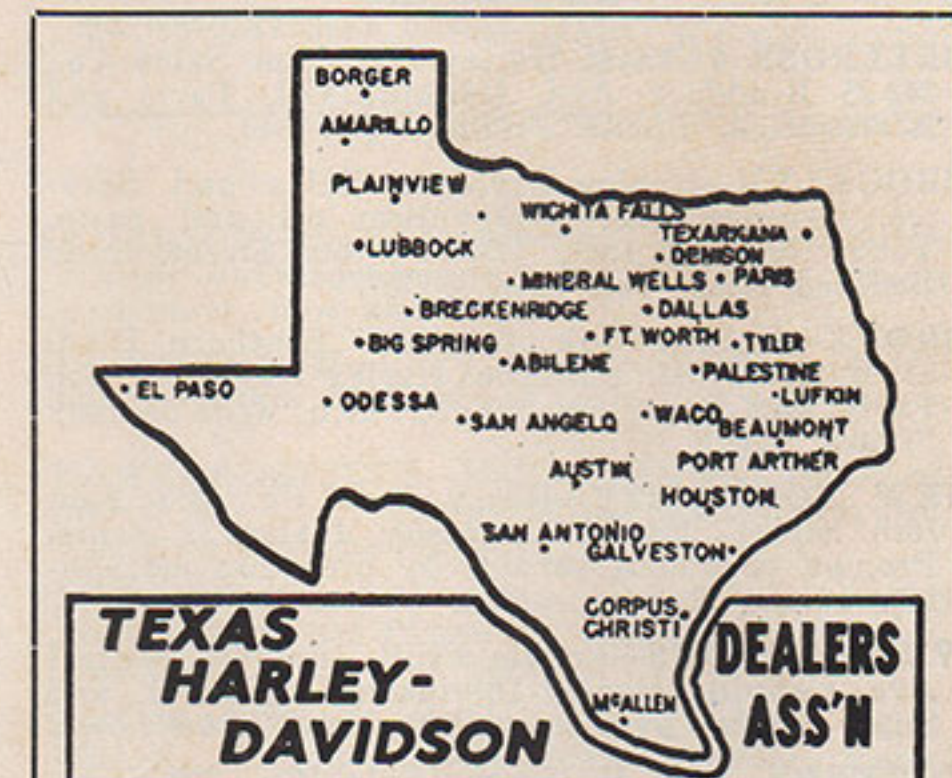 BORGER
AMARILLO
PLAINVIEW
WICHITA FALLS
TEXARKANA
LUBBOCK
DENISON
MINERAL WELLS
PARIS
BRECKENRIDGE
DALLAS
BIG SPRING
FT. WORTH
TYLER
ABILENE
PALESTINE
EL PASO
LUFKIN
ODESSA
SAN ANGELO
WACO
BEAUMONT
AUSTIN
PORT ARTHER
HOUSTON
SAN ANTONIO
GALVESTON
CORPUS
CHRISTI
McALLEN
TEXAS
HARLEY-
DAVIDSON
DEALERS
ASS'N